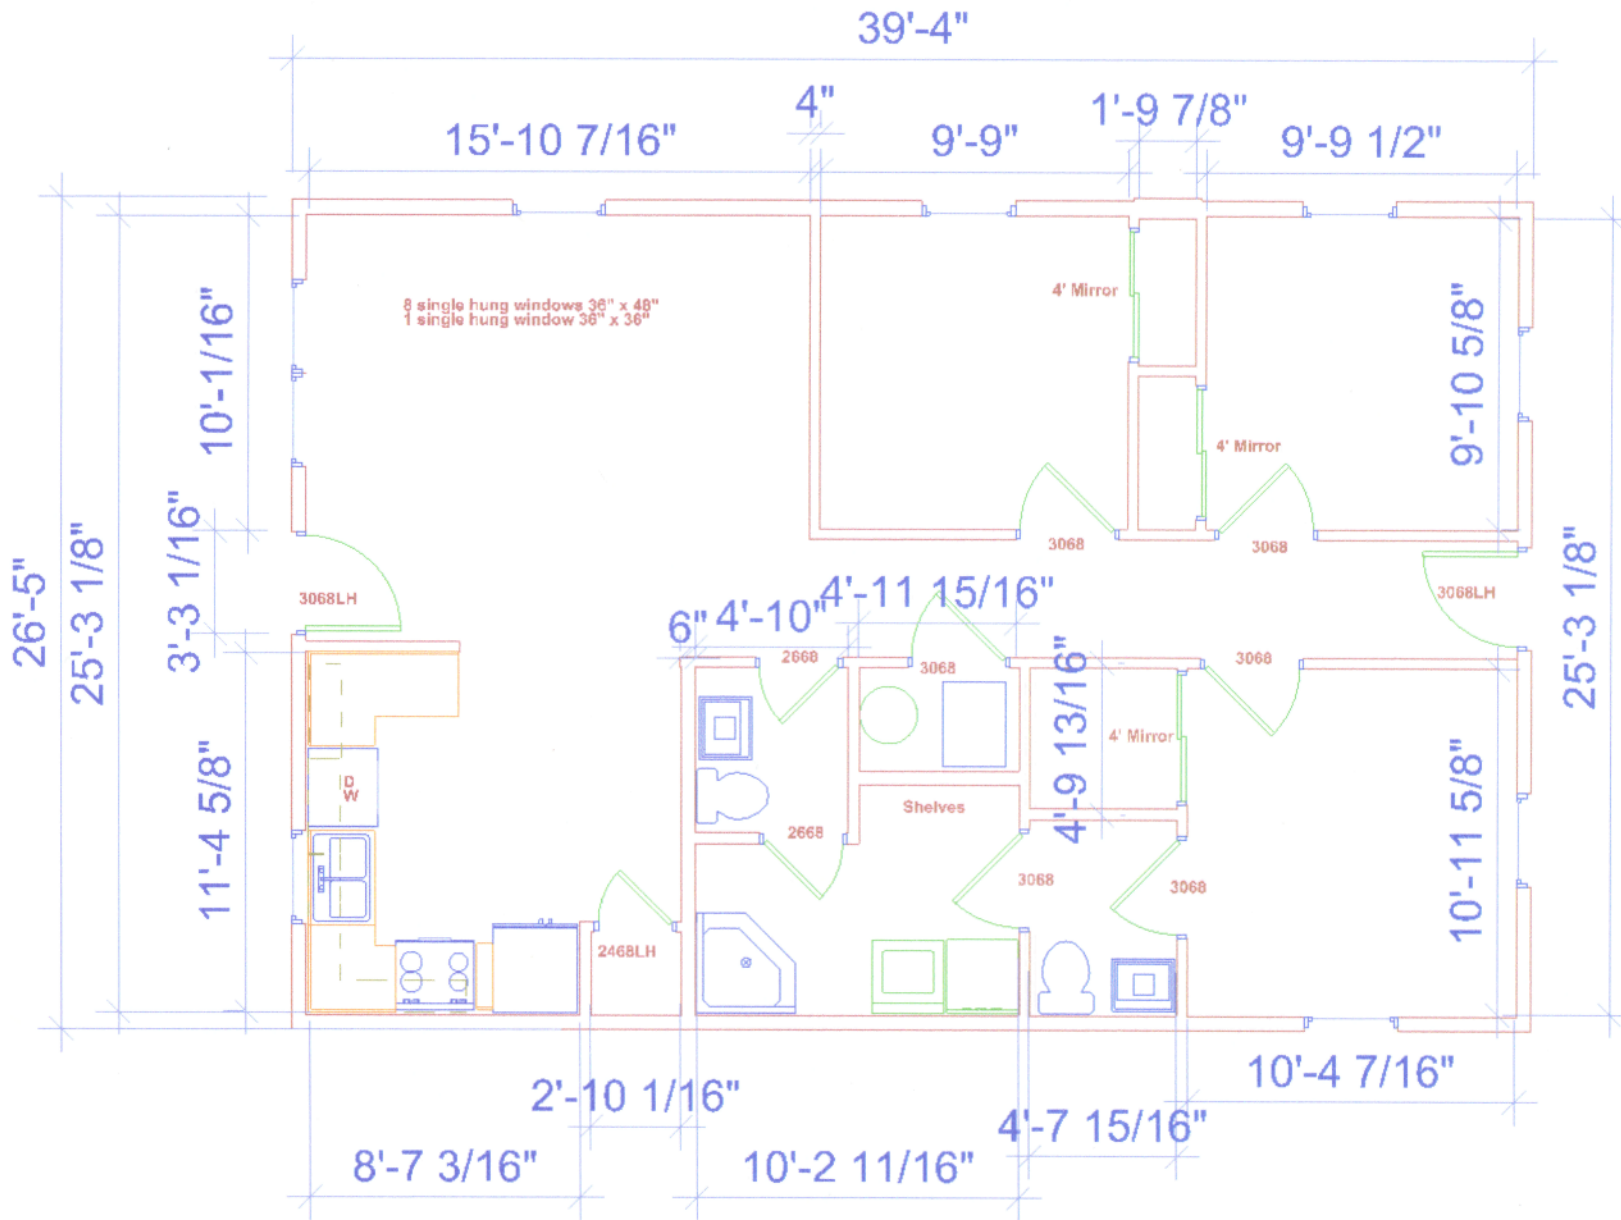 39'-4"
4"
1'-9 7/8"
15'-10 7/16"
9'-9"
9'-9 1/2"
8 single hung windows 36" x 48"
1 single hung window 36" x 36"
4' Mirror
4' Mirror
10'-1/16"
9'-10 5/8"
26'-5"
25'-3 1/8"
3'-3 1/16"
3068LH
3068
3068
3068LH
25'-3 1/8"
6"
4'-10"
4'-11 15/16"
2668
3068
3068
4'-9 13/16"
4' Mirror
11'-4 5/8"
D
W
Shelves
2668
3068
3068
10'-11 5/8"
2468LH
2'-10 1/16"
10'-4 7/16"
4'-7 15/16"
8'-7 3/16"
10'-2 11/16"